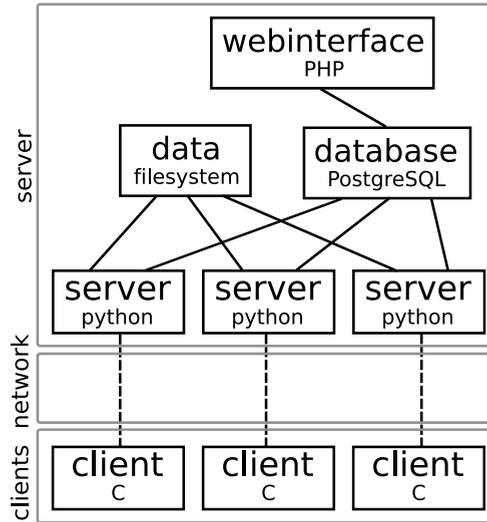 webinterface
PHP
data
filesystem
database
PostgreSQL
server
server
python
server
python
server
python
network
clients
client
C
client
C
client
C